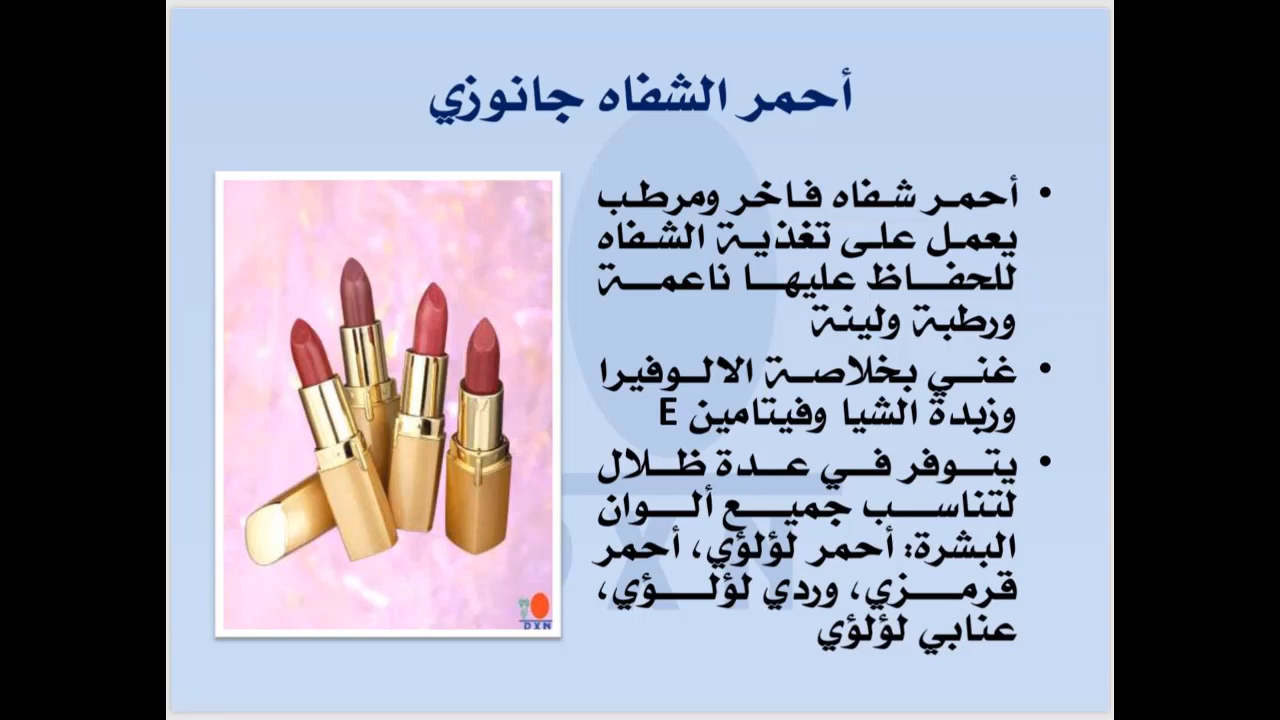 أحمر الشفاه جانوزي
• أحمر شفاه فاخر ومرطب
يعمل على تغذية الشفاه
للحفاظ عليها ناعمة
ورطبة ولينة
• غني بخلاصة الالوفيرا
وزبدة الشيا وفيتامين E
• يتوفر في عدة ظلال
لتناسب جميع ألوان
البشرة: أحمر لؤلؤي، أحمر
قرمزي، وردي لؤلؤي،
عنابي لؤلؤي
DXN
DXN